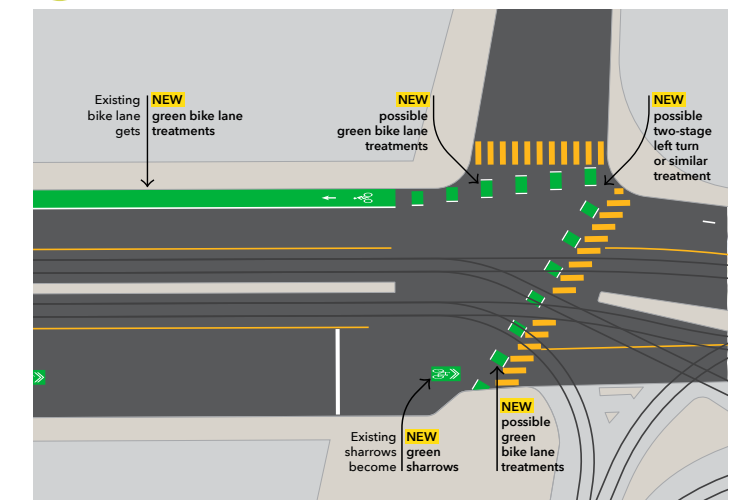 Existing
bike lane
gets
NEW
green bike lane
treatments
NEW
possible
green bike lane
treatments
NEW
possible
two-stage
left turn
or similar
treatment
Existing
sharrows
become
NEW
green
sharrows
NEW
possible
green
bike lane
treatments